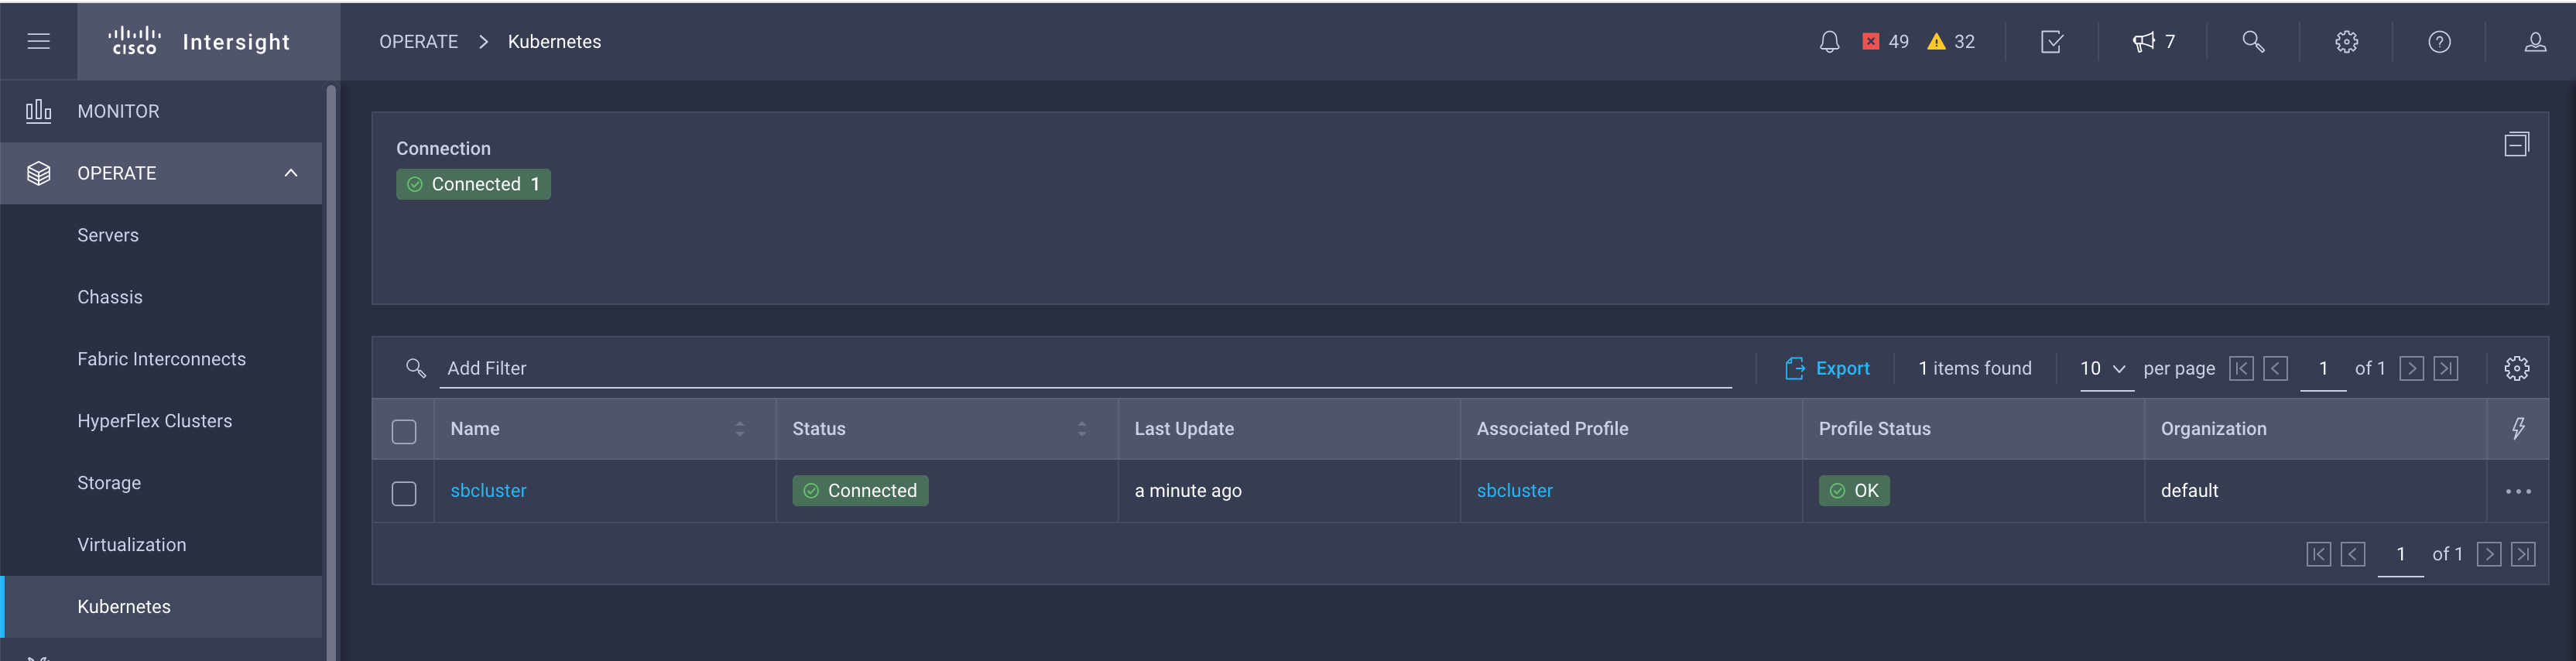 CISCO Intersight
OPERATE > Kubernetes
49 32 7
MONITOR
OPERATE
Servers
Chassis
Fabric Interconnects
HyperFlex Clusters
Storage
Virtualization
Kubernetes
Connection
Connected 1
Add Filter Export 1 items found 10 per page 1 of 1
Name Status Last Update Associated Profile Profile Status Organization
sbcluster Connected a minute ago sbcluster OK default
1 of 1